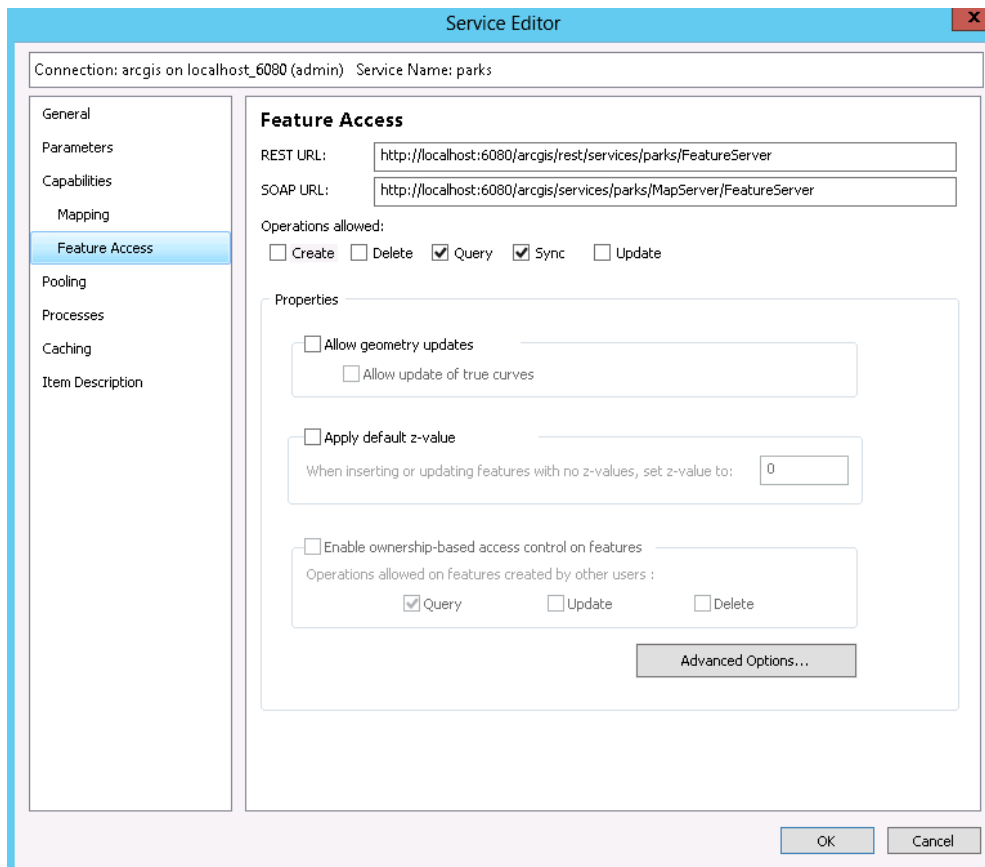 Service Editor
x
Connection: arcgis on localhost_6080 (admin) Service Name: parks
General
Parameters
Capabilities
Mapping
Feature Access
Pooling
Processes
Caching
Item Description
Feature Access
REST URL: http://localhost:6080/arcgis/rest/services/parks/FeatureServer
SOAP URL: http://localhost:6080/arcgis/services/parks/MapServer/FeatureServer
Operations allowed:
Create Delete Query Sync Update
Properties
Allow geometry updates
Allow update of true curves
Apply default z-value
When inserting or updating features with no z-values, set z-value to: 0
Enable ownership-based access control on features
Operations allowed on features created by other users :
Query Update Delete
Advanced Options...
OK Cancel